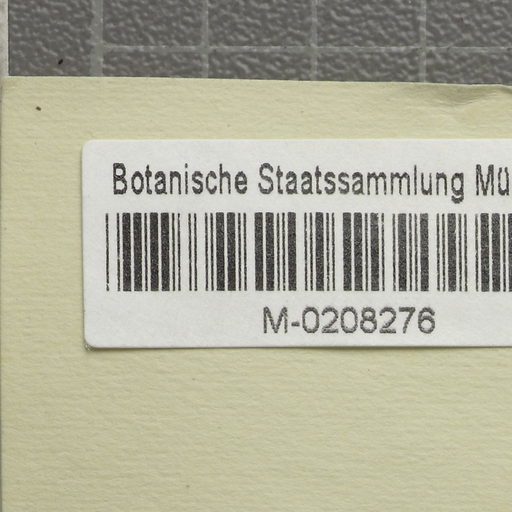 Botanische Staatssammlung Mü
M-0208276